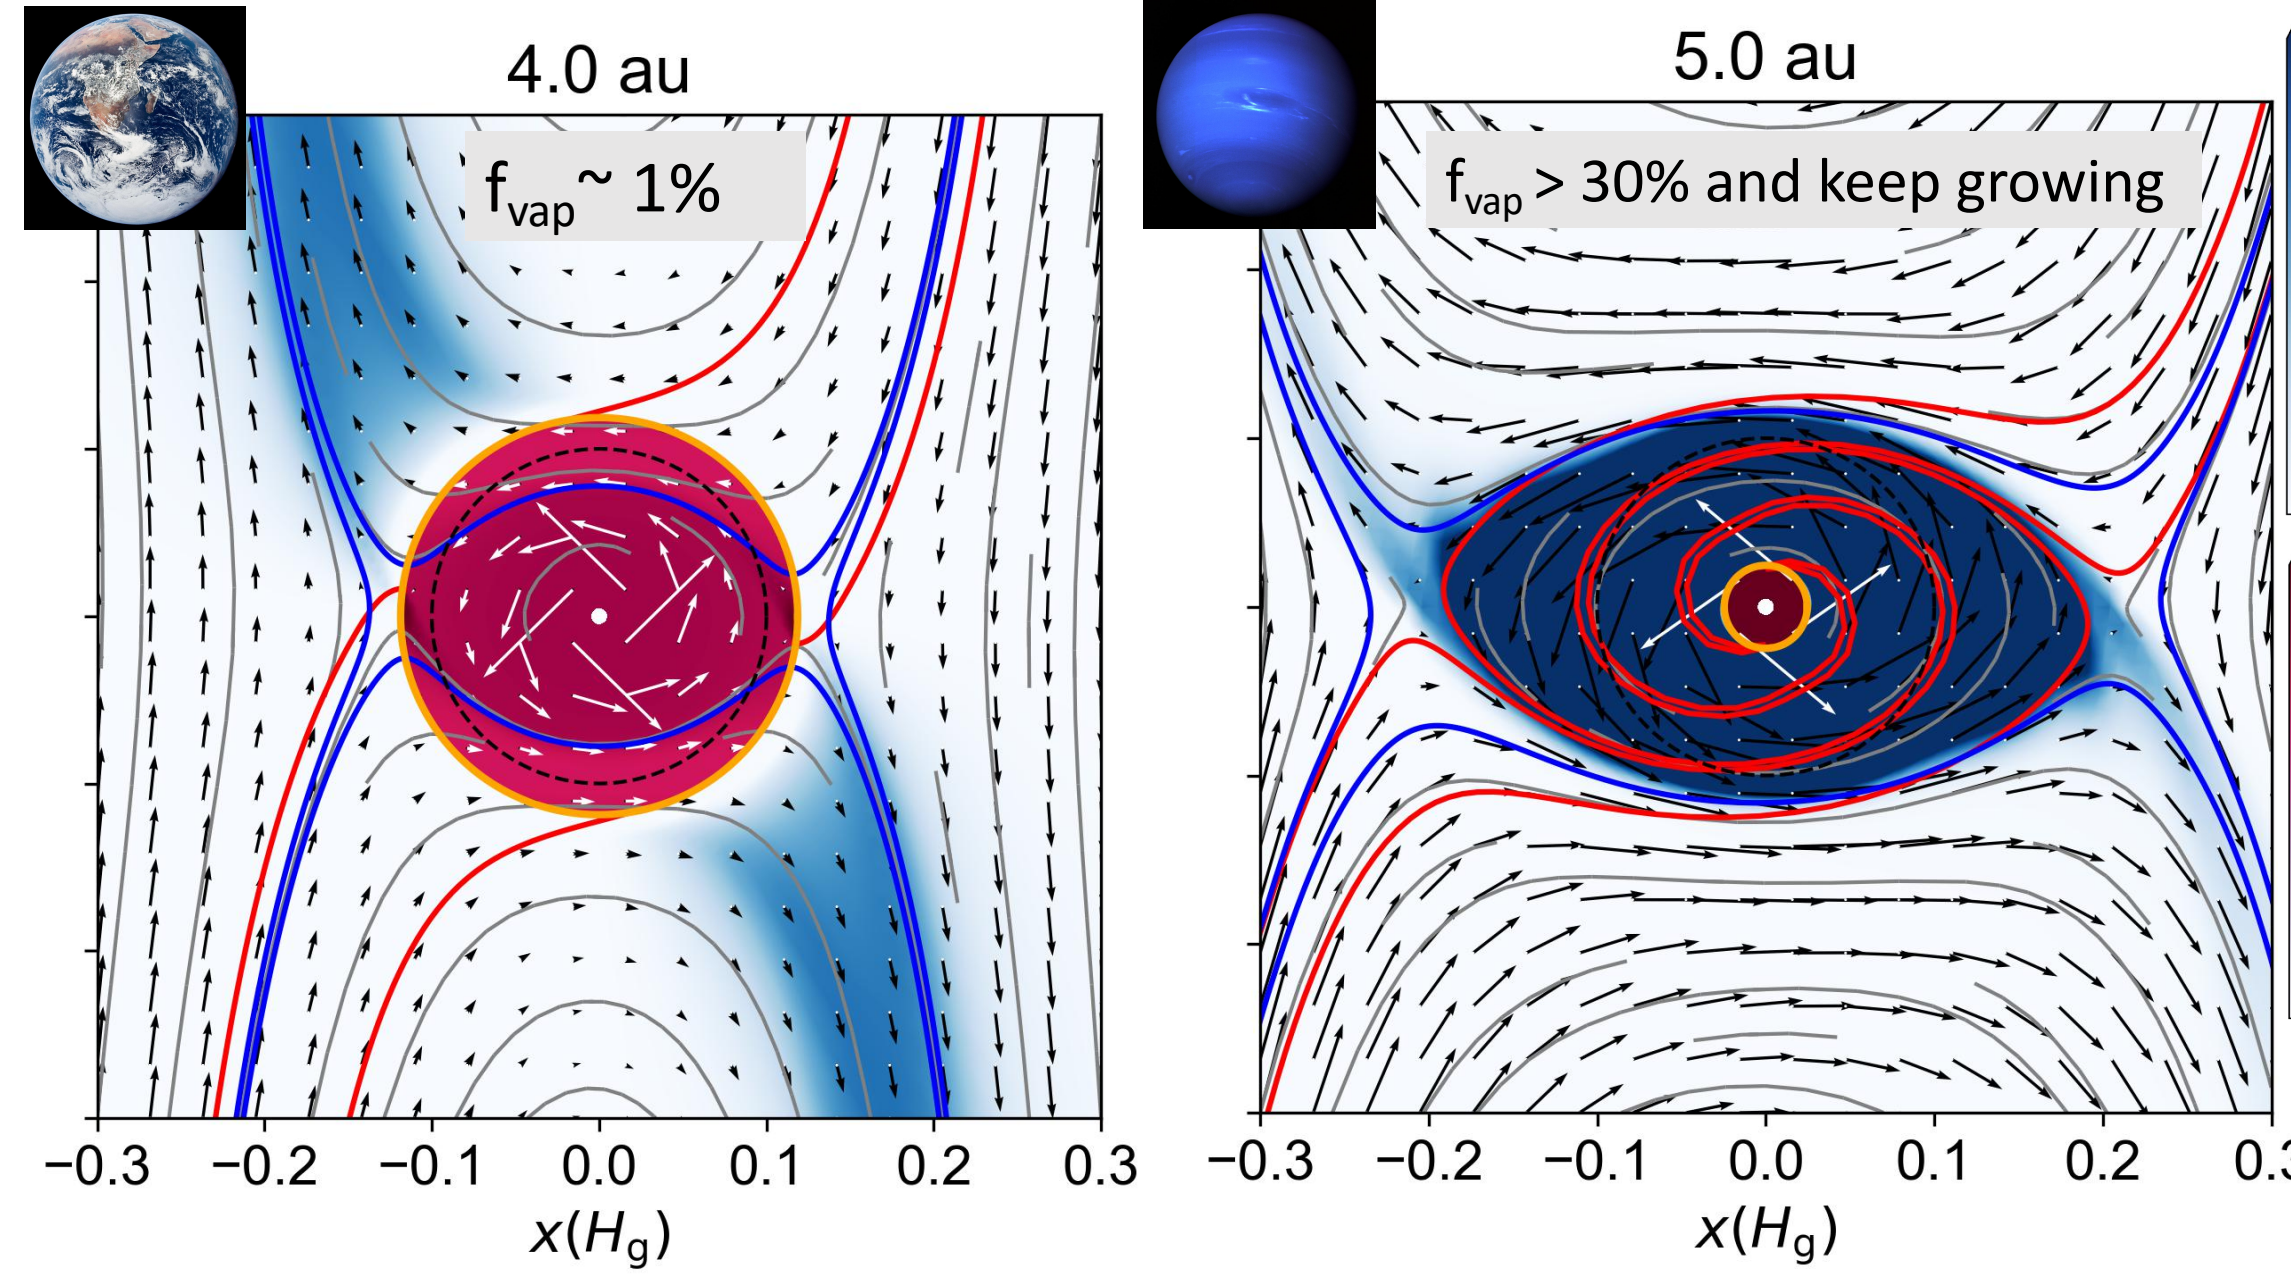 4.0 au
f_vap ~ 1%
−0.3 −0.2 −0.1 0.0 0.1 0.2 0.3
x(H_g)
5.0 au
f_vap > 30% and keep growing
−0.3 −0.2 −0.1 0.0 0.1 0.2 0.3
x(H_g)